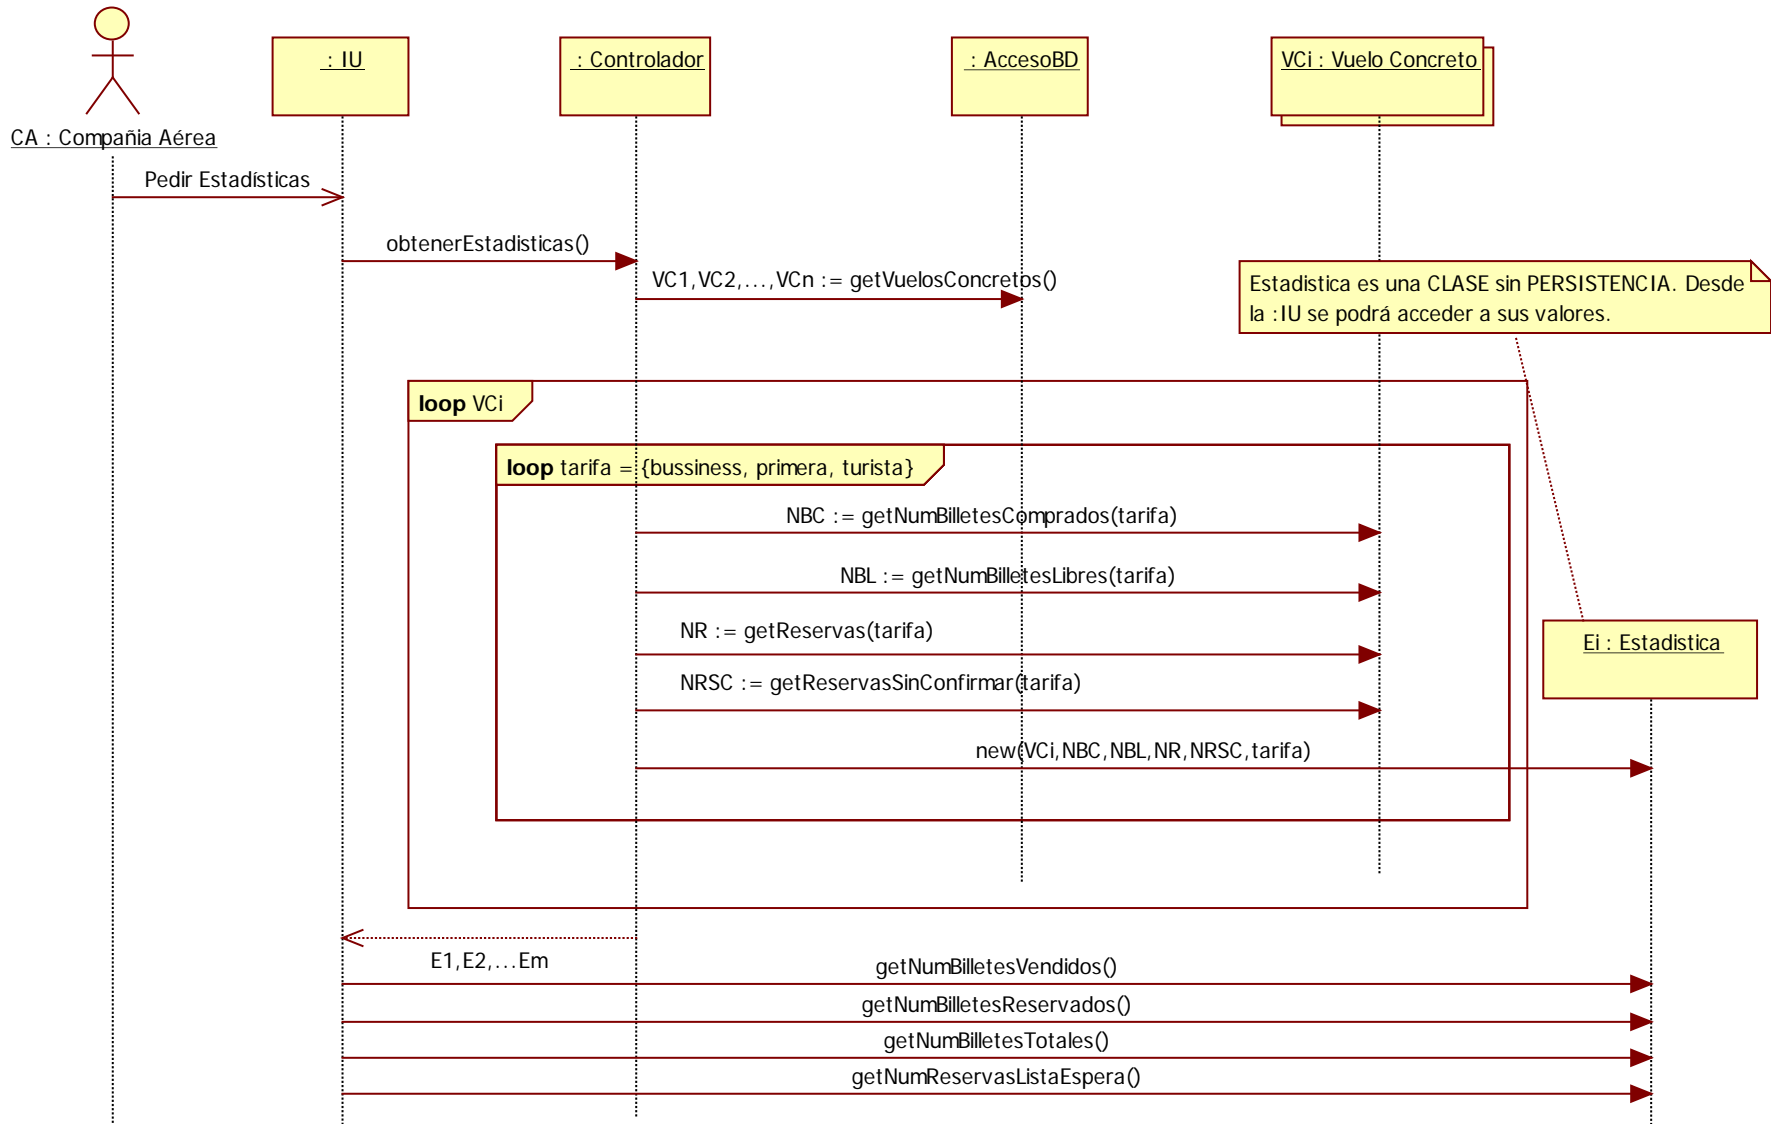 : IU
: Controlador
: AccesoBD
VCi : Vuelo Concreto
CA : Compañia Aérea
Pedir Estadísticas
obtenerEstadisticas()
VC1,VC2,...,VCn := getVuelosConcretos()
Estadistica es una CLASE sin PERSISTENCIA. Desde
la :IU se podrá acceder a sus valores.
loop VCi
loop tarifa = {bussiness, primera, turista}
NBC := getNumBilletesComprados(tarifa)
NBL := getNumBilletesLibres(tarifa)
NR := getReservas(tarifa)
Ei : Estadistica
NRSC := getReservasSinConfirmar(tarifa)
new(VCi,NBC,NBL,NR,NRSC,tarifa)
E1,E2,...Em
getNumBilletesVendidos()
getNumBilletesReservados()
getNumBilletesTotales()
getNumReservasListaEspera()